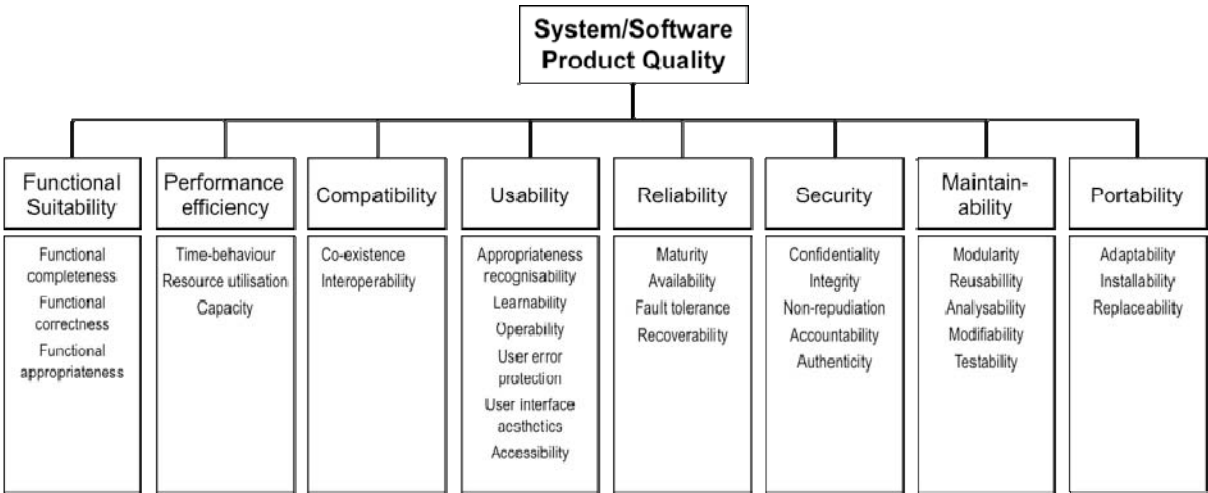 System/Software
Product Quality
Functional
Suitability
Performance
efficiency
Compatibility
Usability
Reliability
Security
Maintain-
ability
Portability
Functional
completeness
Functional
correctness
Functional
appropriateness
Time-behaviour
Resource utilisation
Capacity
Co-existence
Interoperability
Appropriateness
recognisability
Learnability
Operability
User error
protection
User interface
aesthetics
Accessibility
Maturity
Availability
Fault tolerance
Recoverability
Confidentiality
Integrity
Non-repudiation
Accountability
Authenticity
Modularity
Reusabillity
Analysability
Modifiability
Testability
Adaptability
Installability
Replaceability